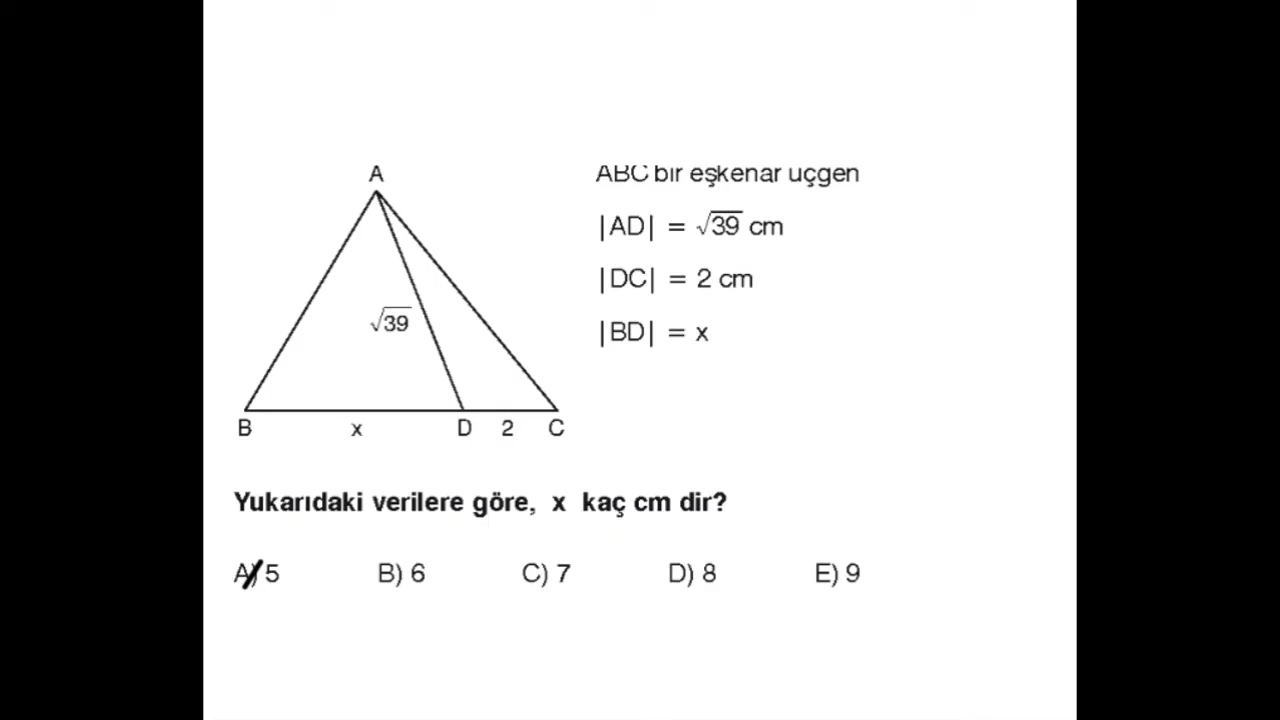 A
ABC bir eşkenar üçgen
|AD| = √39 cm
|DC| = 2 cm
|BD| = x
√39
B x D 2 C
Yukarıdaki verilere göre, x kaç cm dir?
A) 5 B) 6 C) 7 D) 8 E) 9